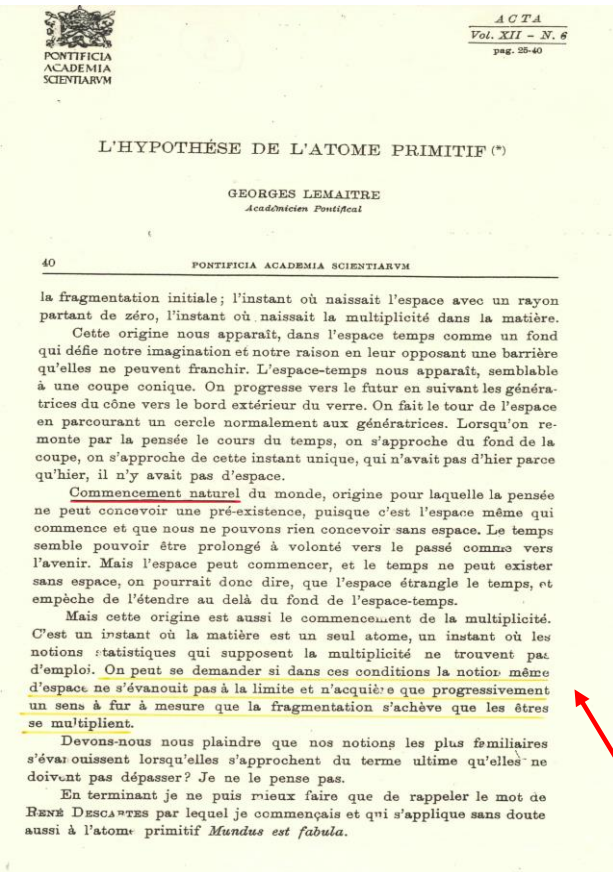 PONTIFICIA
ACADEMIA
SCIENTIARVM
ACTA
Vol. XII - N. 6
pag. 25-40
L'HYPOTHÉSE DE L'ATOME PRIMITIF (*)
GEORGES LEMAITRE
Académicien Pontifical
40 PONTIFICIA ACADEMIA SCIENTIARVM
la fragmentation initiale; l'instant où naissait l'espace avec un rayon
partant de zéro, l'instant où naissait la multiplicité dans la matière.
Cette origine nous apparaît, dans l'espace temps comme un fond
qui défie notre imagination et notre raison en leur opposant une barrière
qu'elles ne peuvent franchir. L'espace-temps nous apparaît, semblable
à une coupe conique. On progresse vers le futur en suivant les généra-
trices du cône vers le bord extérieur du verre. On fait le tour de l'espace
en parcourant un cercle normalement aux génératrices. Lorsqu'on re-
monte par la pensée le cours du temps, on s'approche du fond de la
coupe, on s'approche de cette instant unique, qui n'avait pas d'hier parce
qu'hier, il n'y avait pas d'espace.
Commencement naturel du monde, origine pour laquelle la pensée
ne peut concevoir une pré-existence, puisque c'est l'espace même qui
commence et que nous ne pouvons rien concevoir sans espace. Le temps
semble pouvoir être prolongé à volonté vers le passé comme vers
l'avenir. Mais l'espace peut commencer, et le temps ne peut exister
sans espace, on pourrait donc dire, que l'espace étrangle le temps, et
empèche de l'étendre au delà du fond de l'espace-temps.
Mais cette origine est aussi le commencement de la multiplicité.
C'est un instant où la matière est un seul atome, un instant où les
notions statistiques qui supposent la multiplicité ne trouvent pas
d'emploi. On peut se demander si dans ces conditions la notion même
d'espace ne s'évanouit pas à la limite et n'acquière que progressivement
un sens à fur à mesure que la fragmentation s'achève que les êtres
se multiplient.
Devons-nous nous plaindre que nos notions les plus familiaires
s'évanouissent lorsqu'elles s'approchent du terme ultime qu'elles ne
doivent pas dépasser? Je ne le pense pas.
En terminant je ne puis mieux faire que de rappeler le mot de
RENÉ DESCARTES par lequel je commençais et qui s'applique sans doute
aussi à l'atome primitif Mundus est fabula.